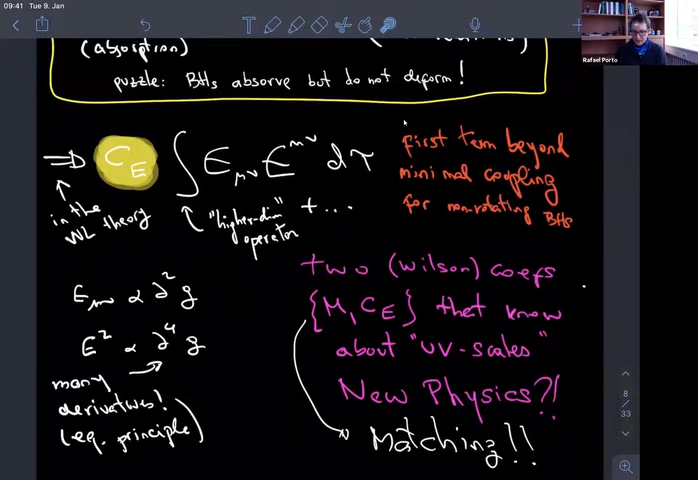 09:41 Tue 9. Jan
Rafael Porto
(absorption)
puzzle: BHs absorve but do not deform!
⇒ C_E ∫ E_μν E^μν dτ + ...
in the WL theory
"higher-dim" operator
First term beyond
minimal coupling
for non-rotating BHs
E_μν ∝ ∂² g
E² ∝ ∂⁴ g
many
derivatives!
(eq. principle)
two (wilson) coefs
{M, C_E} that know
about "UV-scales"
New Physics?!
Matching!!
8
/
33